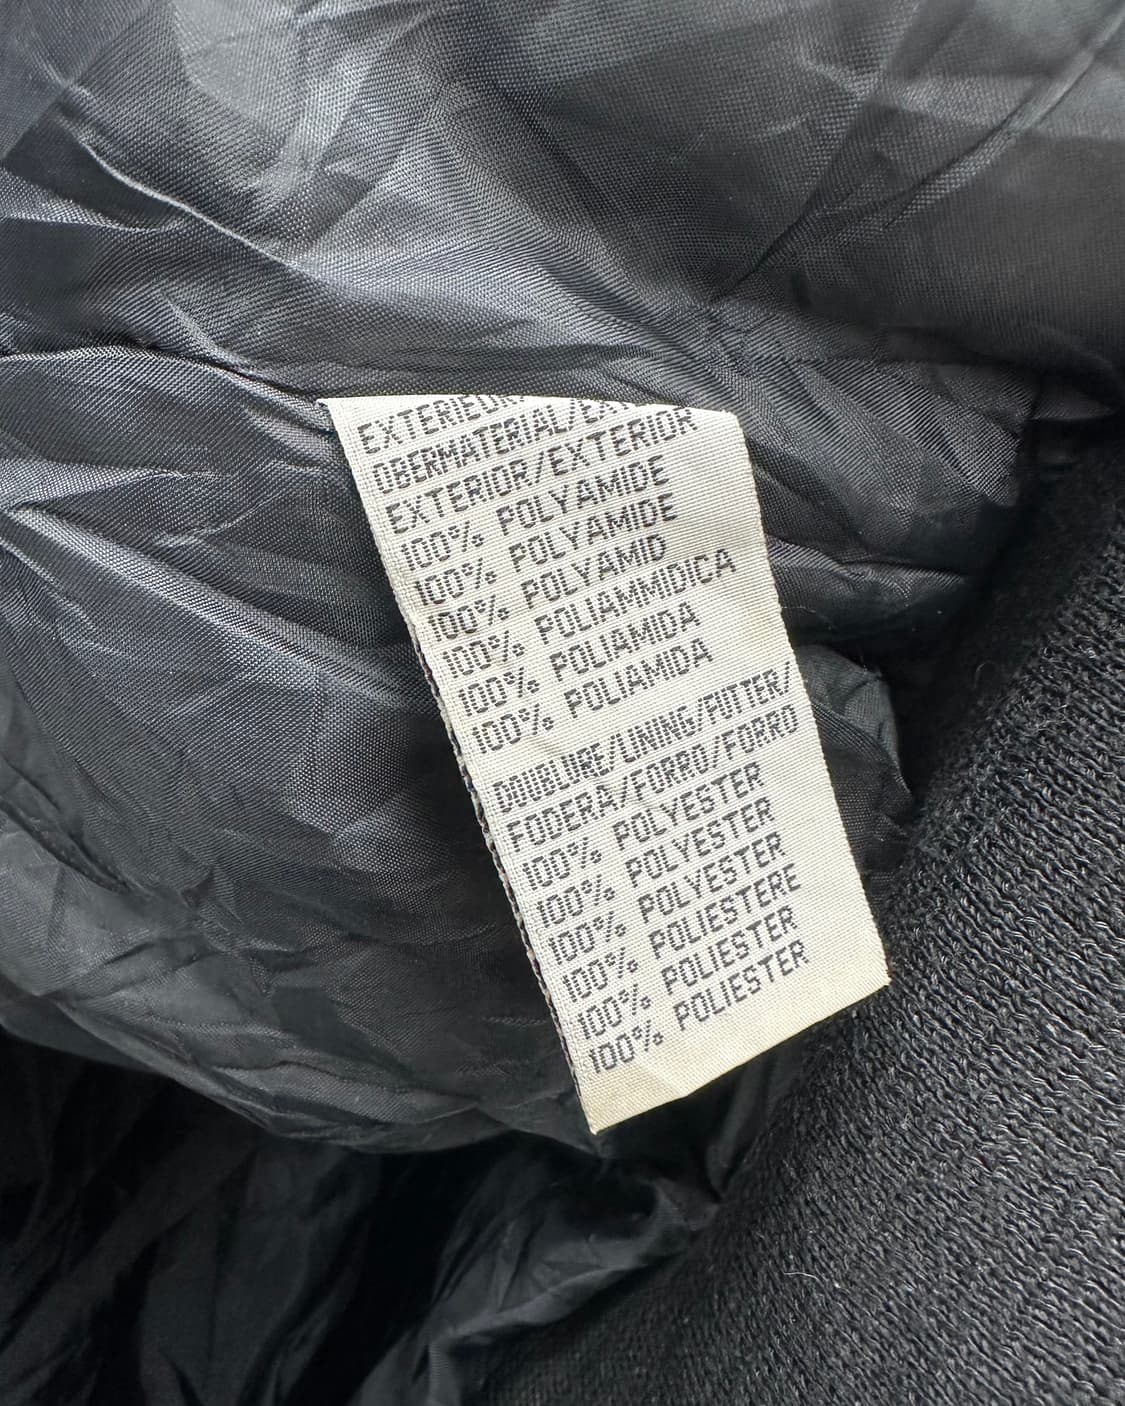 EXTERIEUR
OBERMATERIAL/
EXTERIOR/EXTERIOR
100% POLYAMIDE
100% POLYAMIDE
100% POLYAMID
100% POLIAMMIDICA
100% POLIAMIDA
100% POLIAMIDA
DOUBLURE/LINING/FUTTER/
FODERA/FORRO/FORRO
100% POLYESTER
100% POLYESTER
100% POLYESTER
100% POLIESTERE
100% POLIESTER
100% POLIESTER